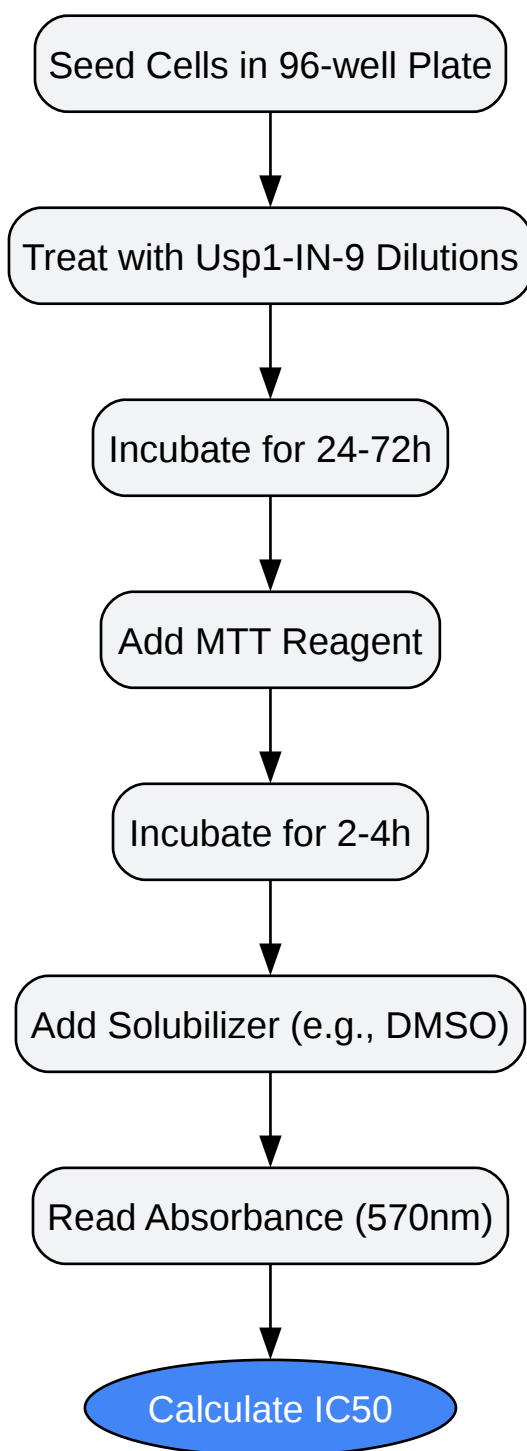 Seed Cells in 96-well Plate
Treat with Usp1-IN-9 Dilutions
Incubate for 24-72h
Add MTT Reagent
Incubate for 2-4h
Add Solubilizer (e.g., DMSO)
Read Absorbance (570nm)
Calculate IC50